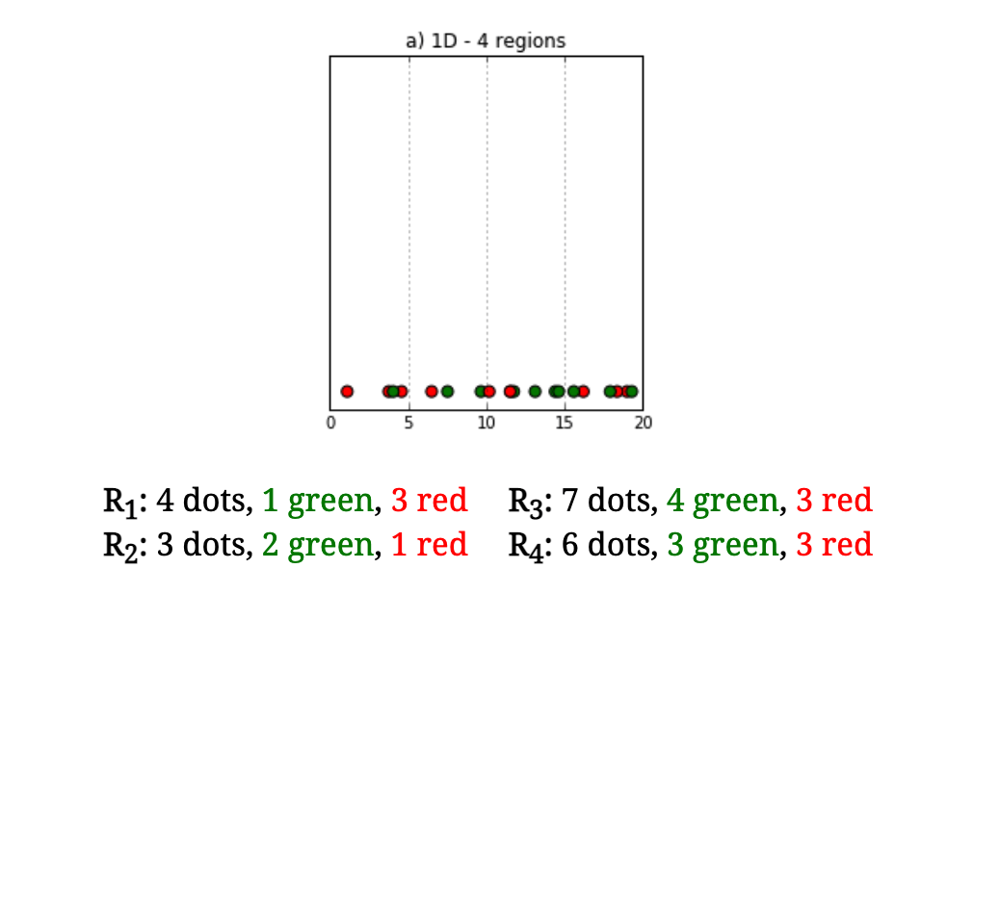 a) 1D - 4 regions
0 5 10 15 20
R₁: 4 dots, 1 green, 3 red
R₂: 3 dots, 2 green, 1 red
R₃: 7 dots, 4 green, 3 red
R₄: 6 dots, 3 green, 3 red